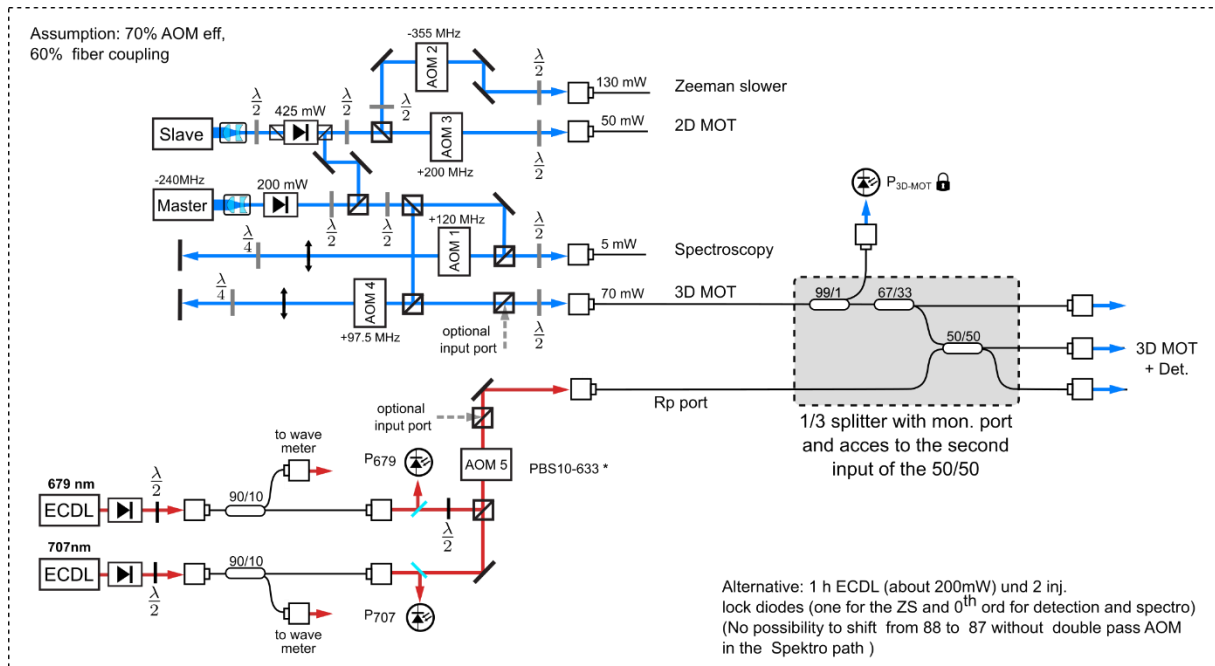 Assumption: 70% AOM eff,
60%  fiber coupling
-355 MHz
AOM 2
λ/2
130 mW
Zeeman slower
λ/2
425 mW
λ/2
λ/2
Slave
AOM 3
+200 MHz
λ/2
50 mW
2D MOT
-240MHz
Master
200 mW
λ/2
λ/2
+120 MHz
AOM 1
λ/4
λ/2
5 mW
Spectroscopy
P3D-MOT
λ/4
AOM 4
+97.5 MHz
optional
input port
λ/2
70 mW
3D MOT
99/1
67/33
50/50
3D MOT
+ Det.
Rp port
1/3 splitter with mon. port
and acces to the second
input of the 50/50
optional
input port
AOM 5
PBS10-633 *
to wave
meter
P679
679 nm
ECDL
λ/2
90/10
λ/2
707nm
ECDL
λ/2
90/10
P707
to wave
meter
Alternative: 1 h ECDL (about 200mW) und 2 inj.
lock diodes (one for the ZS and 0th ord for detection and spectro)
(No possibility to shift  from 88 to  87 without  double pass AOM
in the  Spektro path )